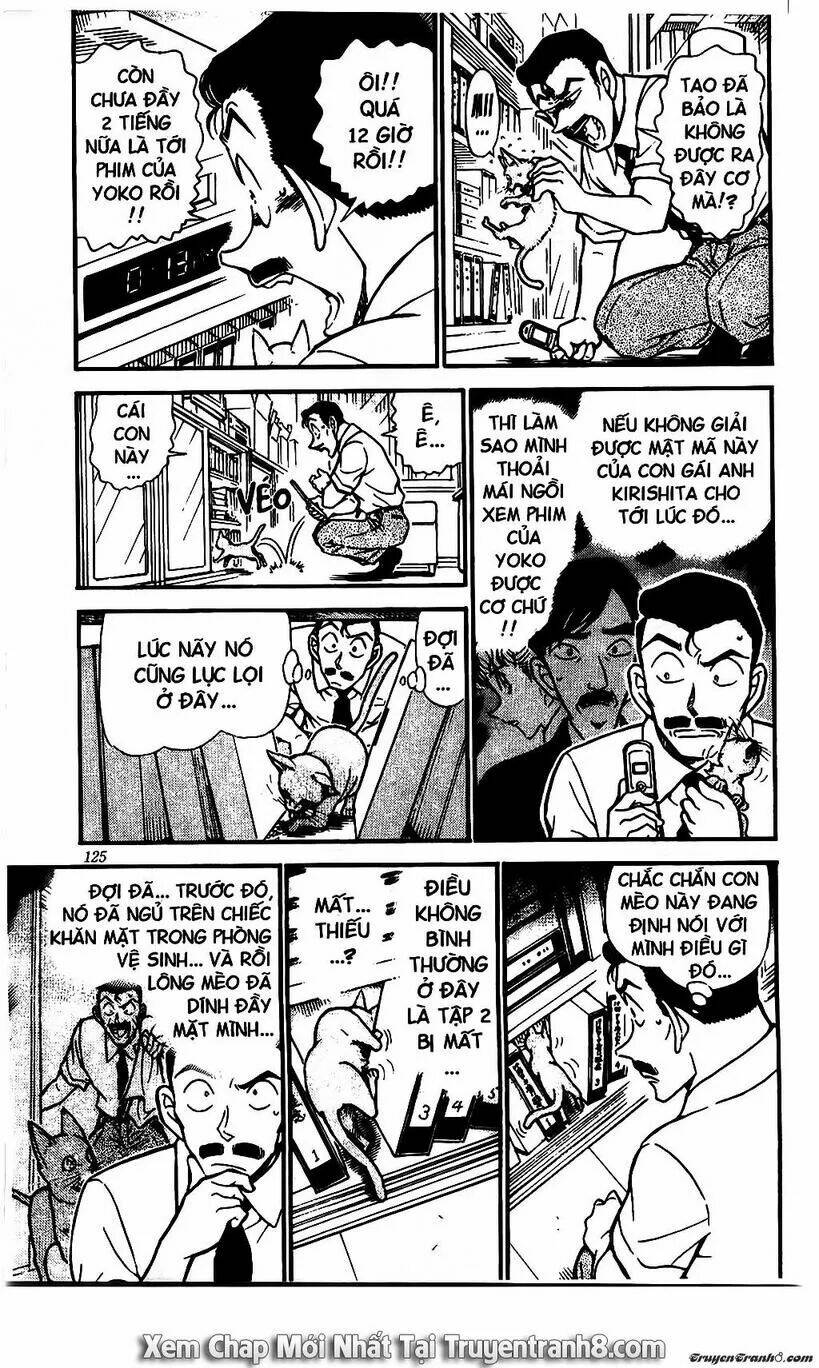 TAO ĐÃ
BẢO LÀ
KHÔNG
ĐƯỢC RA
ĐÂY CƠ
MÀ!?
...
ÔI!!
QUÁ
12 GIỜ
RỒI!!
CÒN
CHƯA ĐẦY
2 TIẾNG
NỮA LÀ TỚI
PHIM CỦA
YOKO RỒI
!!
NẾU KHÔNG GIẢI
ĐƯỢC MẬT MÃ NÀY
CỦA CON GÁI ANH
KIRISHITA CHO
TỚI LÚC ĐÓ...
THÌ LÀM
SAO MÌNH
THOẢI
MÁI NGỒI
XEM PHIM
CỦA
YOKO
ĐƯỢC
CƠ CHỨ
!!
Ê,
Ê...
CÁI
CON
NÀY
...
VÈO
ĐỢI
ĐÃ
...
LÚC NÃY NÓ
CŨNG LỤC LỌI
Ở ĐÂY...
125
CHẮC CHẮN CON
MÈO NÀY ĐANG
ĐỊNH NÓI VỚI
MÌNH ĐIỀU GÌ
ĐÓ...
ĐIỀU
KHÔNG
BÌNH
THƯỜNG
Ở ĐÂY
LÀ TẬP 2
BỊ MẤT
...
MẤT...
THIẾU
...?
1
3
4
5
ĐỢI ĐÃ... TRƯỚC ĐÓ,
NÓ ĐÃ NGỦ TRÊN CHIẾC
KHĂN MẶT TRONG PHÒNG
VỆ SINH... VÀ RỒI
LÔNG MÈO ĐÃ
DÍNH ĐẦY
MẶT MÌNH...
Xem Chap Mới Nhất Tại Truyentranh8.com
TruyenTranh8.com